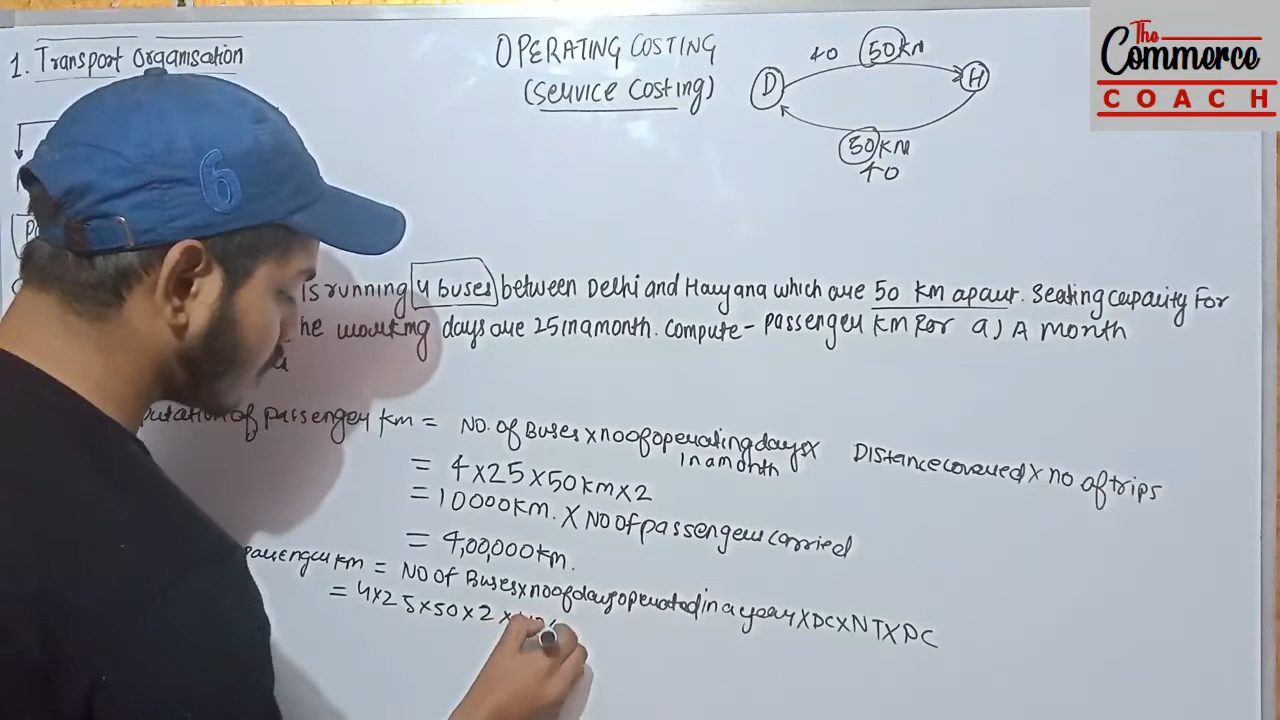 The
Commerce
COACH
1. Transport Organisation
OPERATING COSTING
(Service Costing)
40 50 KM
D H
50 KM
40
6
is running 4 buses between Delhi and Haryana which are 50 KM apart. Seating capacity For
he working days are 25 in a month. Compute - Passenger KM For a) A Month
putation of Passenger Km = NO. of Buses x no of operating days x Distance covered x no of trips
in a month
= 4 x 25 x 50 km x 2
= 10000 KM. X NO of passengers carried
= 4,00,000 km.
Passenger KM = NO of Buses x no of days operated in a year X DC X NT X PC
= 4 x 25 x 50 x 2 x